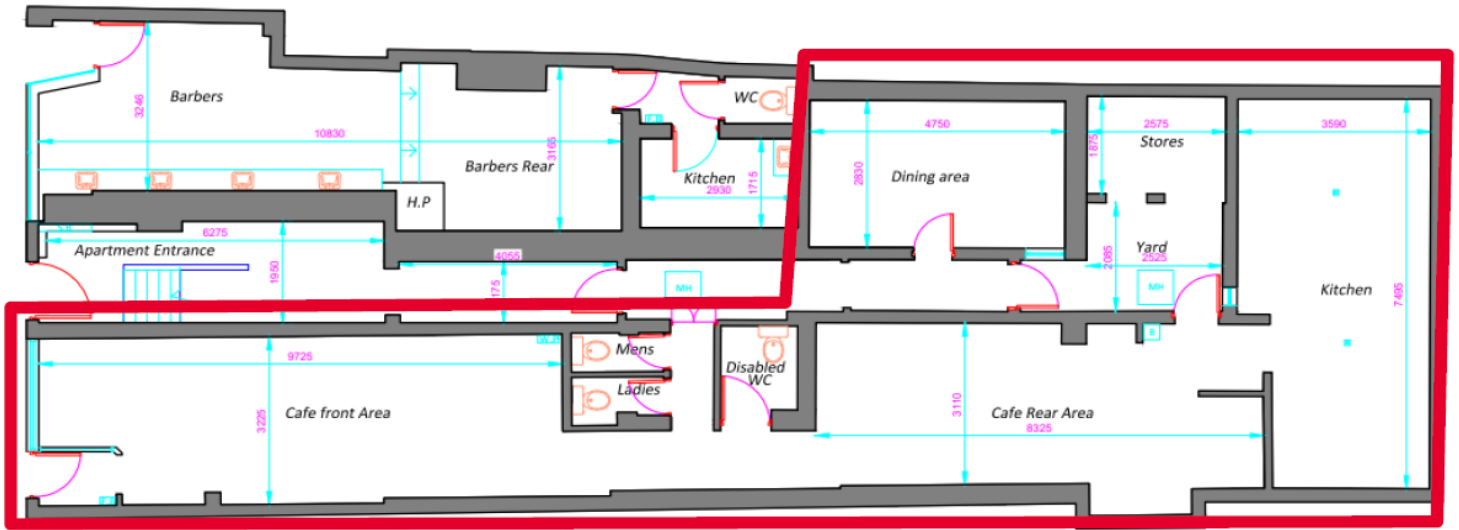 Barbers
3246
10830
Barbers Rear
3165
H.P
WC
Kitchen
2930
1715
4750
2830
Dining area
2575
1875
Stores
3590
Kitchen
7495
Yard
2085
2525
MH
6275
Apartment Entrance
1950
4055
175
MH
9725
Cafe front Area
3225
Mens
Ladies
Disabled
WC
Cafe Rear Area
3110
8325
B